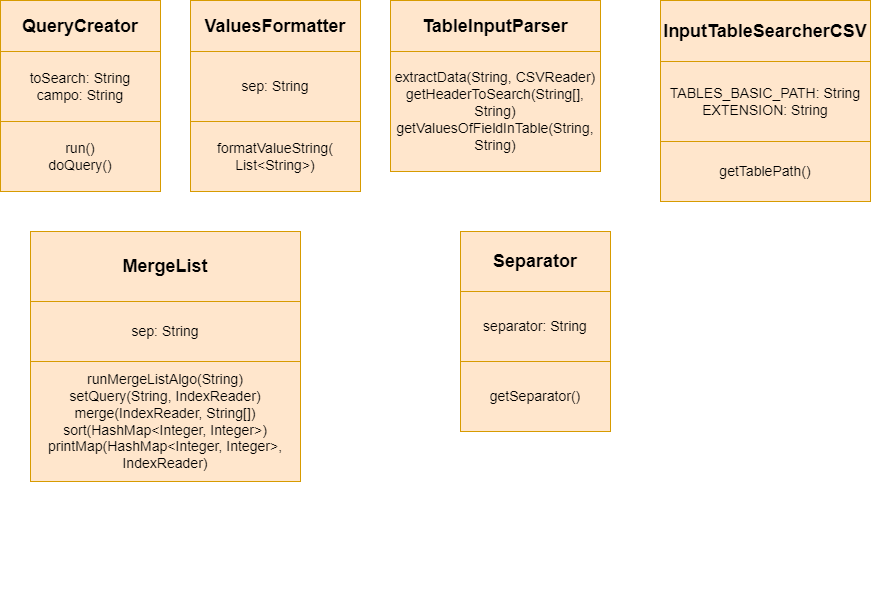 QueryCreator
toSearch: String
campo: String
run()
doQuery()
ValuesFormatter
sep: String
formatValueString(
List<String>)
TableInputParser
extractData(String, CSVReader)
getHeaderToSearch(String[],
String)
getValuesOfFieldInTable(String,
String)
InputTableSearcherCSV
TABLES_BASIC_PATH: String
EXTENSION: String
getTablePath()
MergeList
sep: String
runMergeListAlgo(String)
setQuery(String, IndexReader)
merge(IndexReader, String[])
sort(HashMap<Integer, Integer>)
printMap(HashMap<Integer, Integer>,
IndexReader)
Separator
separator: String
getSeparator()